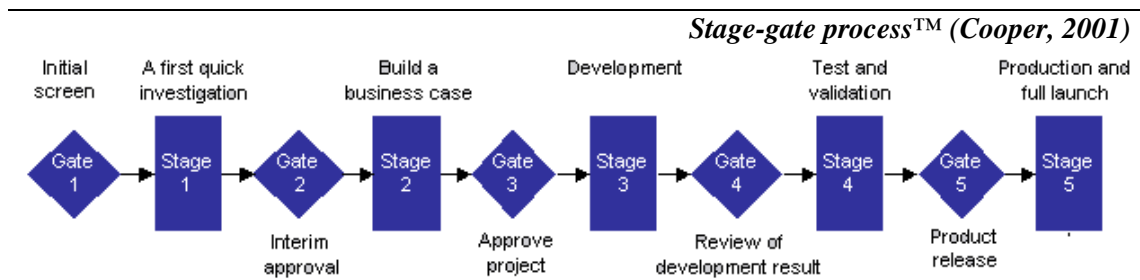 Stage-gate process™ (Cooper, 2001)
Initial
screen
A first quick
investigation
Build a
business case
Development
Test and
validation
Production and
full launch
Gate
1
Stage
1
Gate
2
Stage
2
Gate
3
Stage
3
Gate
4
Stage
4
Gate
5
Stage
5
Interim
approval
Approve
project
Review of
development result
Product
release